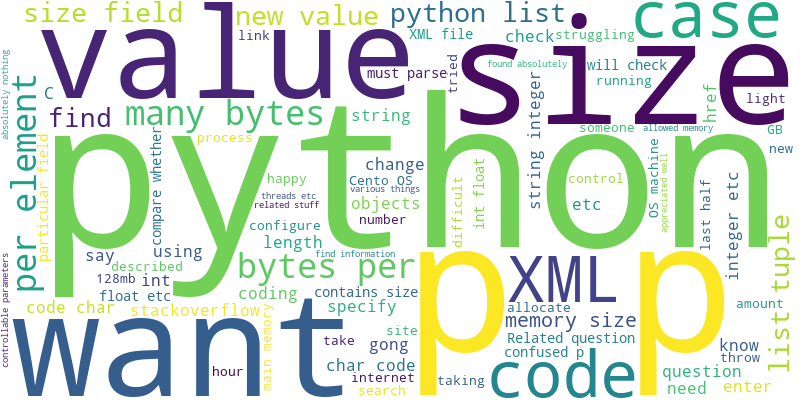 size field
new value
python list
case
value
size
link
XML file
check
struggling
found absolutely
will check
running
must parse
tried
light
absolutely nothing
C
find
many bytes
string
string integer
href
GB
someone
allowed memory
new
per element
particular field
process
compare whether
python
change
int float
difficult
control
OS machine
appreciated well
happy
Cento OS
threads etc
various things
related stuff
objects
number
etc
last half
integer etc
list tuple
configure
length
say
using
described
find information
bytes per
128mb
int
float etc
coding
contains size
XML
p
p
controllable parameters
code char
stackoverflow
specify
allocate
memory size
amount
want
main memory
take
site
gong
Related question
confused p
know
throw
hour
char code
internet
search
taking
code
question
need
enter